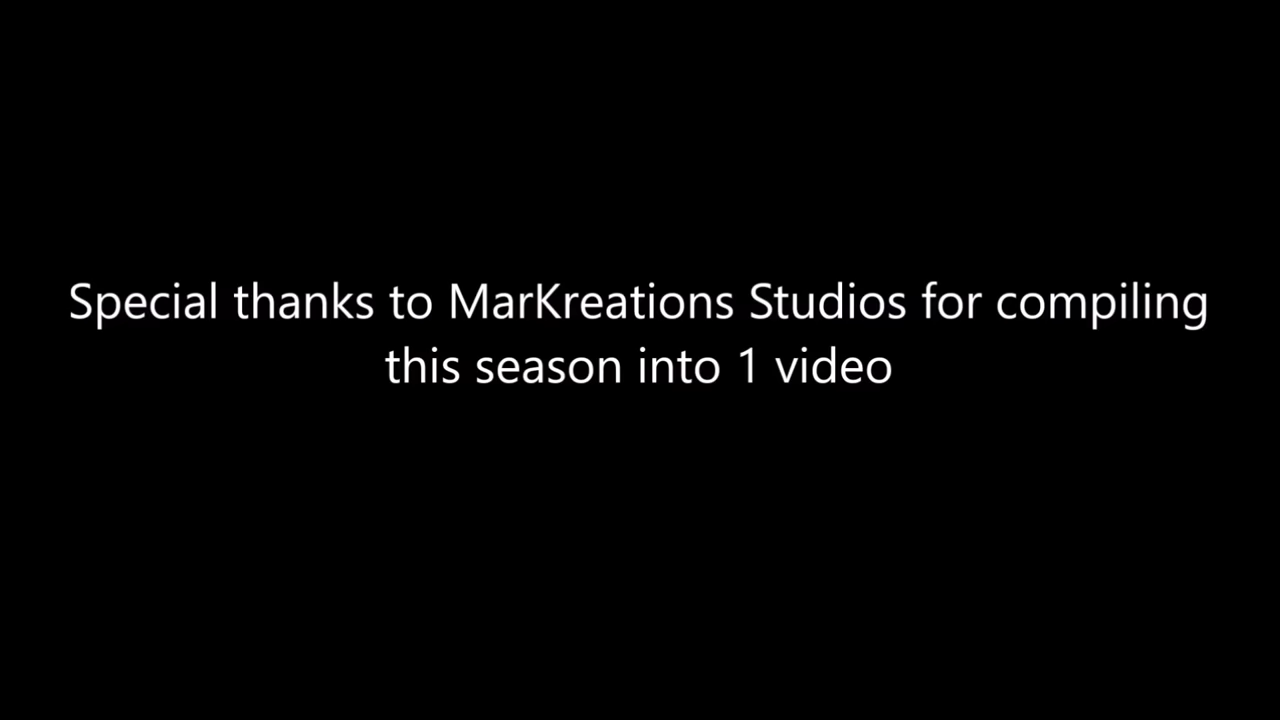 Special thanks to MarKreations Studios for compiling
this season into 1 video